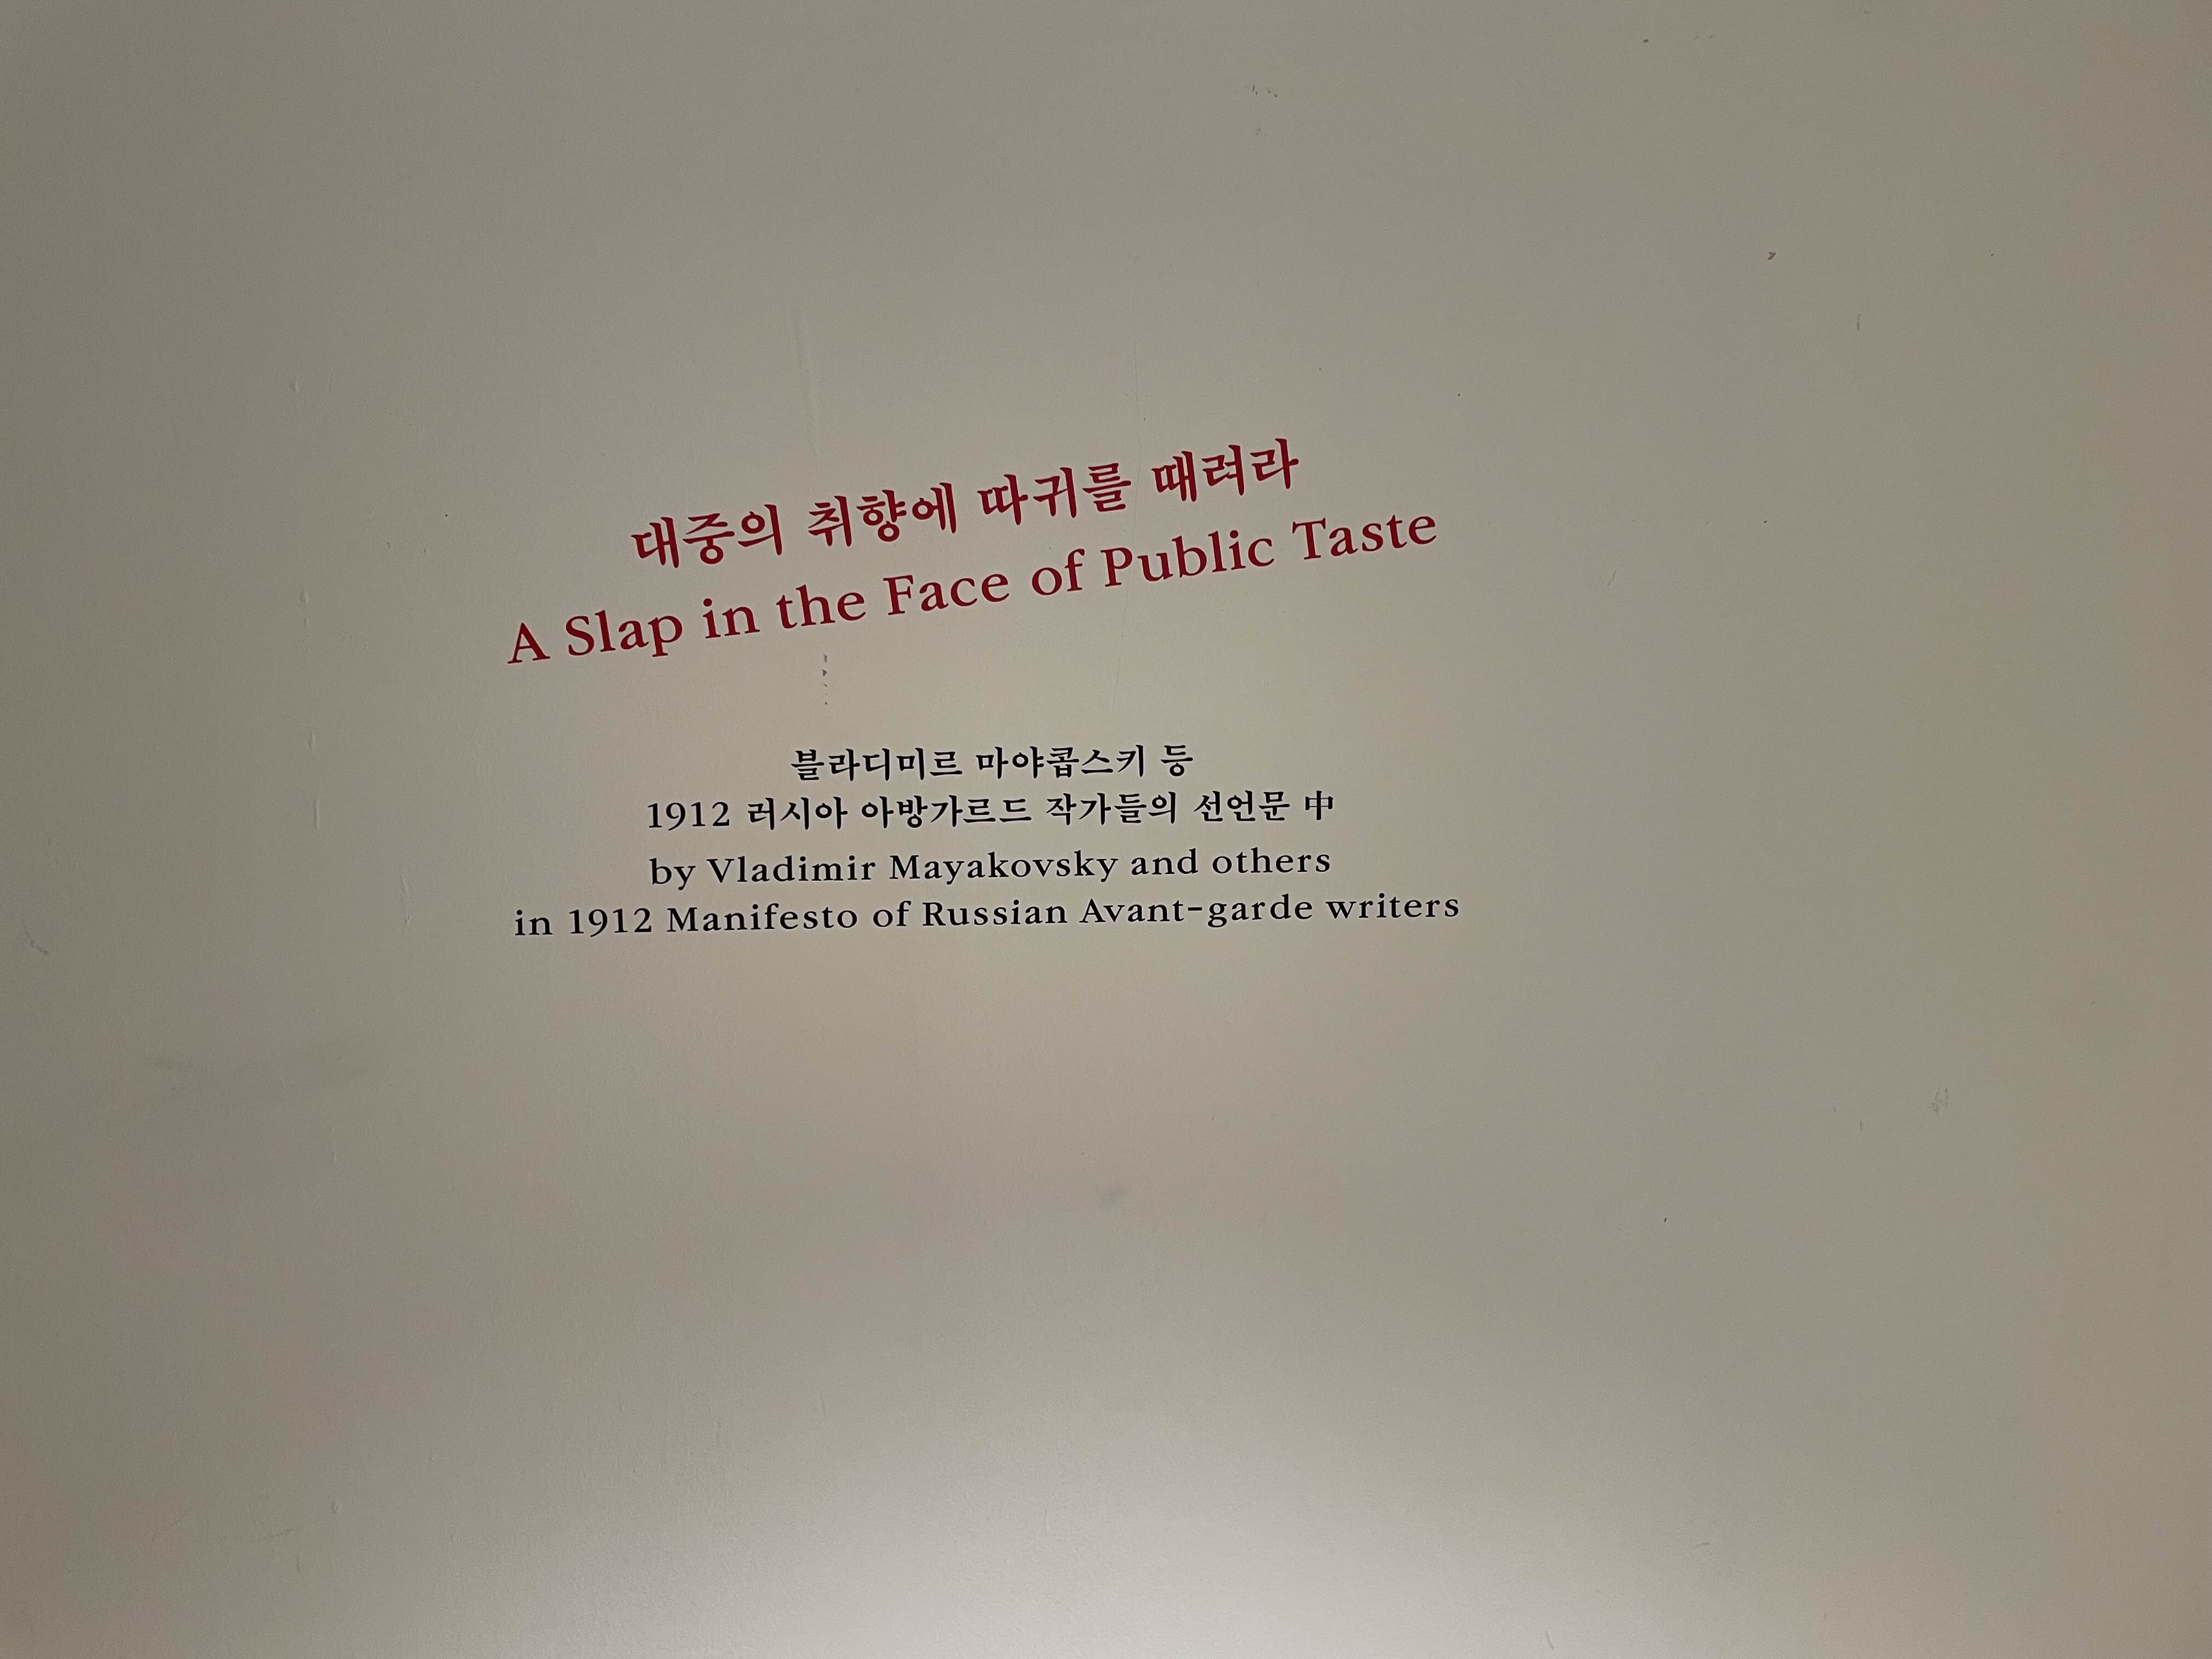 대중의 취향에 따귀를 때려라
A Slap in the Face of Public Taste
블라디미르 마야콥스키 등
1912 러시아 아방가르드 작가들의 선언문 中
by Vladimir Mayakovsky and others
in 1912 Manifesto of Russian Avant-garde writers